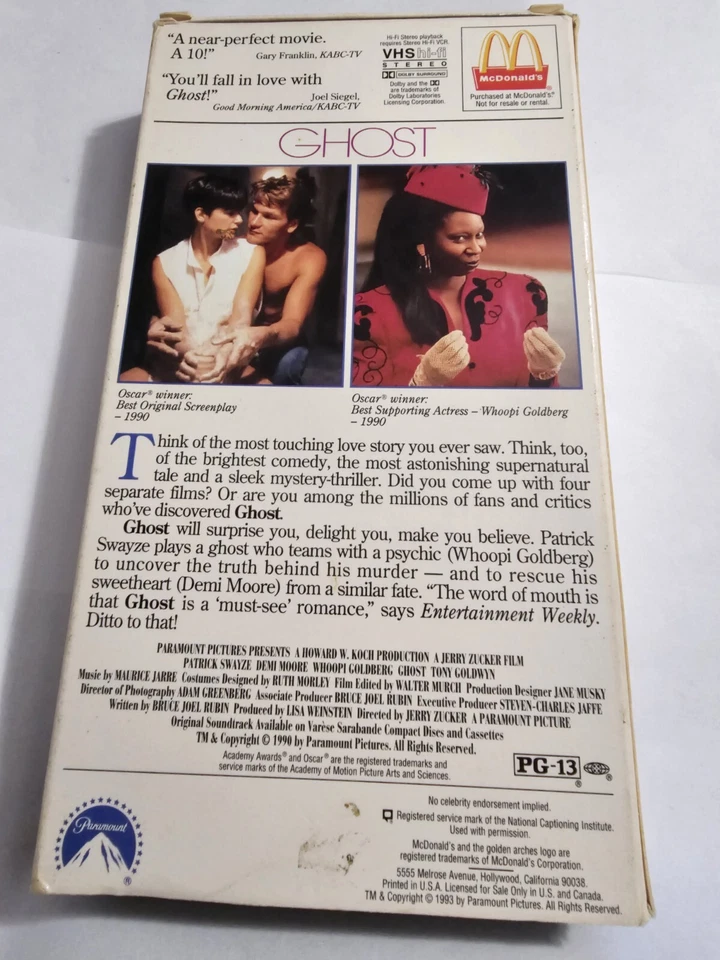 “A near-perfect movie.
A 10!” Gary Franklin, KABC-TV
“You'll fall in love with
Ghost!” Joel Siegel,
Good Morning America/KABC-TV
Hi-Fi Stereo playback
requires Stereo Hi-Fi VCR.
VHS hi-fi
STEREO
DOLBY SURROUND
Dolby and the
are trademarks of
Dolby Laboratories
Licensing Corporation.
McDonald's®
Purchased at McDonald's®
Not for resale or rental.
GHOST
Oscar® winner:
Best Original Screenplay
– 1990
Oscar® winner:
Best Supporting Actress – Whoopi Goldberg
– 1990
Think of the most touching love story you ever saw. Think, too,
of the brightest comedy, the most astonishing supernatural
tale and a sleek mystery-thriller. Did you come up with four
separate films? Or are you among the millions of fans and critics
who've discovered Ghost.
Ghost will surprise you, delight you, make you believe. Patrick
Swayze plays a ghost who teams with a psychic (Whoopi Goldberg)
to uncover the truth behind his murder — and to rescue his
sweetheart (Demi Moore) from a similar fate. “The word of mouth is
that Ghost is a ‘must-see’ romance,” says Entertainment Weekly.
Ditto to that!
PARAMOUNT PICTURES PRESENTS A HOWARD W. KOCH PRODUCTION A JERRY ZUCKER FILM
PATRICK SWAYZE DEMI MOORE WHOOPI GOLDBERG GHOST TONY GOLDWYN
Music by MAURICE JARRE Costumes Designed by RUTH MORLEY Film Edited by WALTER MURCH Production Designer JANE MUSKY
Director of Photography ADAM GREENBERG Associate Producer BRUCE JOEL RUBIN Executive Producer STEVEN-CHARLES JAFFE
Written by BRUCE JOEL RUBIN Produced by LISA WEINSTEIN Directed by JERRY ZUCKER A PARAMOUNT PICTURE
Original Soundtrack Available on Varèse Sarabande Compact Discs and Cassettes
TM & Copyright © 1990 by Paramount Pictures. All Rights Reserved.
Academy Awards® and Oscar® are the registered trademarks and
service marks of the Academy of Motion Picture Arts and Sciences.
PG-13
®
®
Paramount
®
No celebrity endorsement implied.
Registered service mark of the National Captioning Institute.
Used with permission.
McDonald's and the golden arches logo are
registered trademarks of McDonald's Corporation.
5555 Melrose Avenue, Hollywood, California 90038.
Printed in U.S.A. Licensed for Sale Only in U.S. and Canada.
TM & Copyright © 1993 by Paramount Pictures. All Rights Reserved.